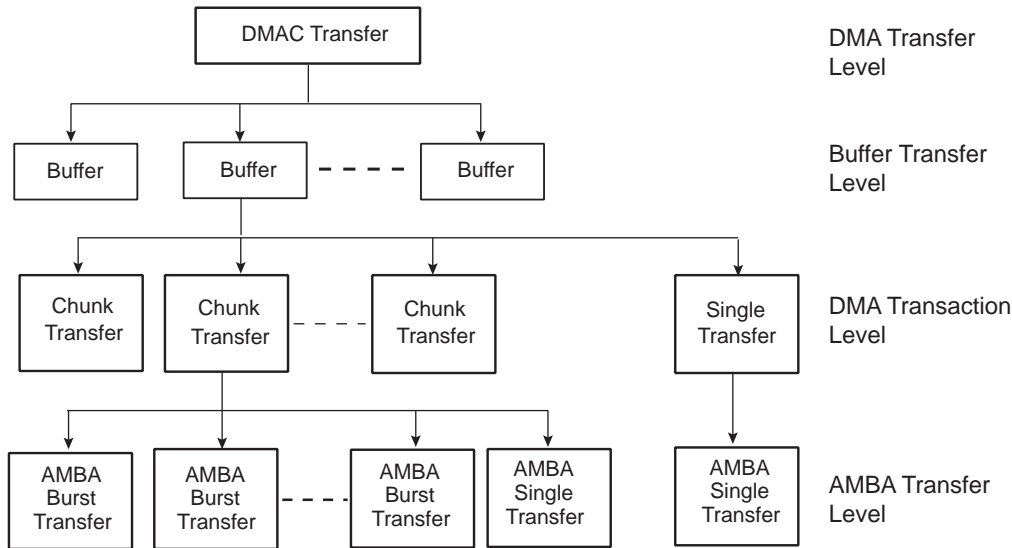 DMAC Transfer
DMA Transfer
Level
Buffer
Buffer
Buffer
Buffer Transfer
Level
Chunk
Transfer
Chunk
Transfer
Chunk
Transfer
Single
Transfer
DMA Transaction
Level
AMBA
Burst
Transfer
AMBA
Burst
Transfer
AMBA
Burst
Transfer
AMBA
Single
Transfer
AMBA
Single
Transfer
AMBA Transfer
Level